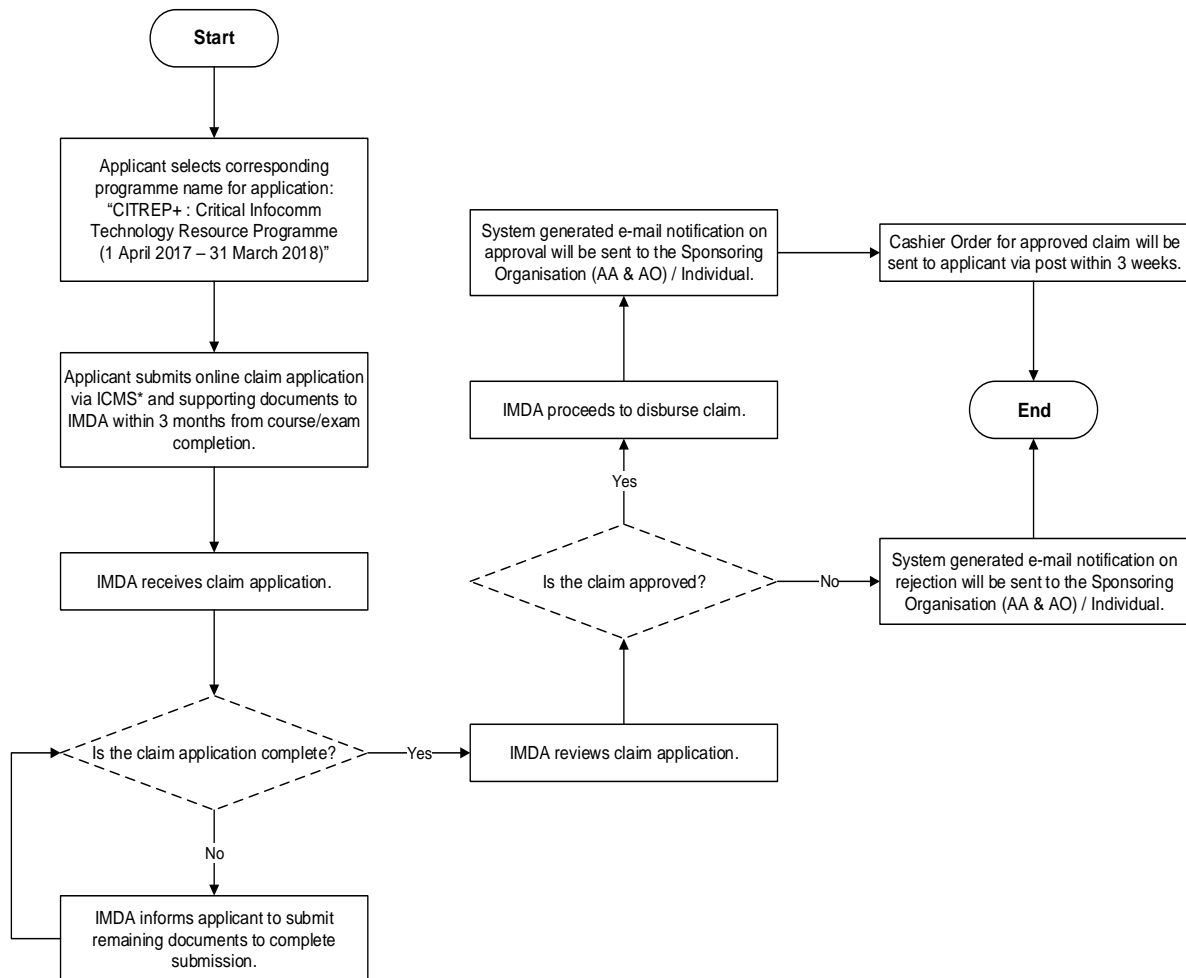 Start
Applicant selects corresponding
programme name for application:
“CITREP+ : Critical Infocomm
Technology Resource Programme
(1 April 2017 – 31 March 2018)”
Applicant submits online claim application
via ICMS* and supporting documents to
IMDA within 3 months from course/exam
completion.
IMDA receives claim application.
Is the claim application complete?
No
IMDA informs applicant to submit
remaining documents to complete
submission.
Yes
IMDA reviews claim application.
Is the claim approved?
Yes
IMDA proceeds to disburse claim.
System generated e-mail notification on
approval will be sent to the Sponsoring
Organisation (AA & AO) / Individual.
Cashier Order for approved claim will be
sent to applicant via post within 3 weeks.
No
System generated e-mail notification on
rejection will be sent to the Sponsoring
Organisation (AA & AO) / Individual.
End